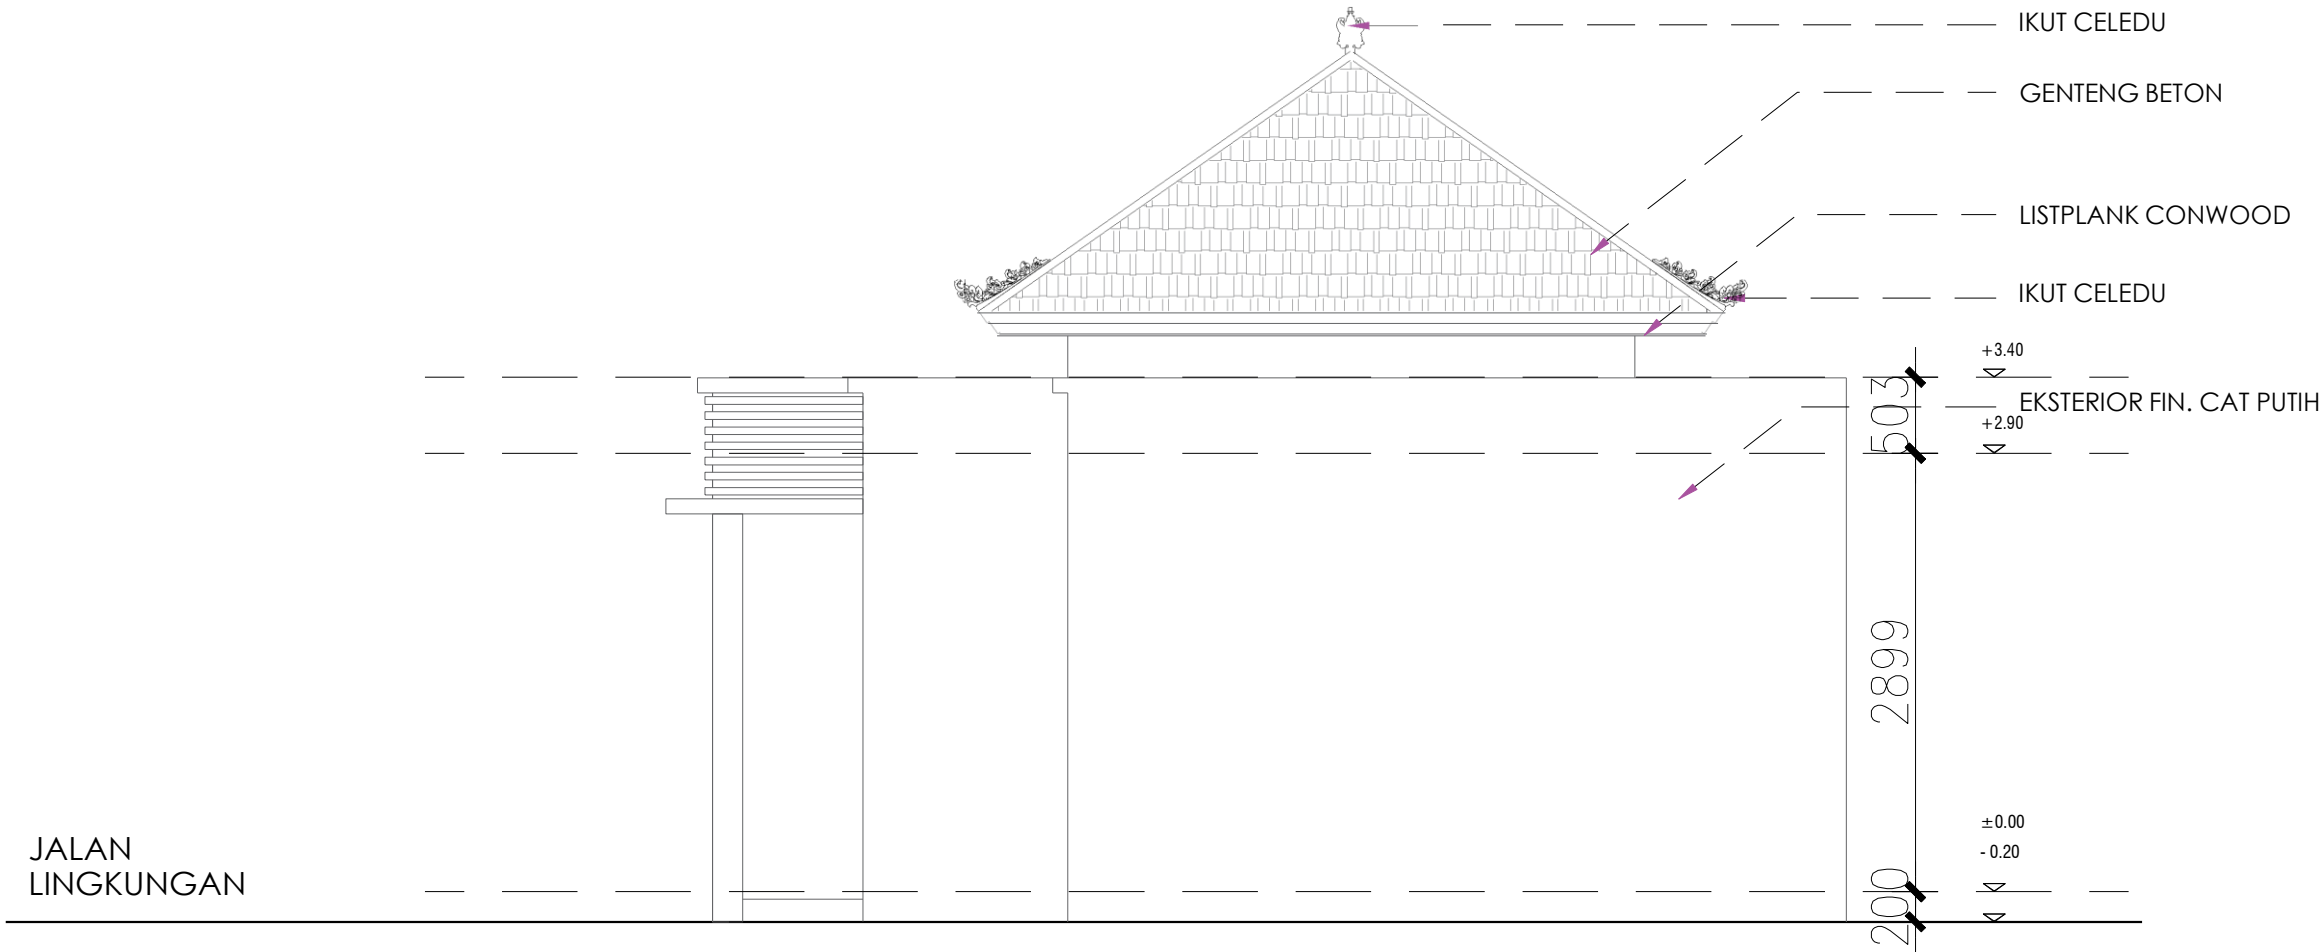 IKUT CELEDU
GENTENG BETON
LISTPLANK CONWOOD
IKUT CELEDU
+3.40
503
EKSTERIOR FIN. CAT PUTIH
+2.90
2899
±0.00
- 0.20
200
JALAN
LINGKUNGAN